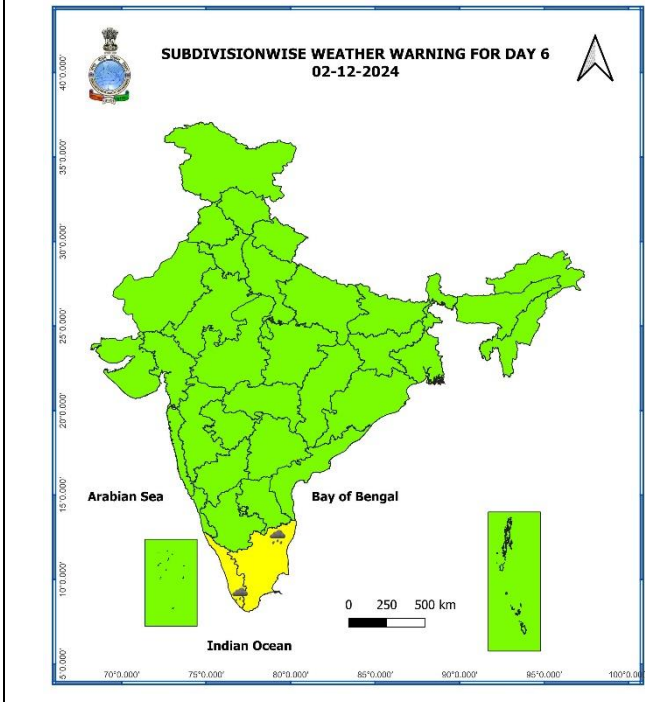 SUBDIVISIONWISE WEATHER WARNING FOR DAY 6
02-12-2024
40°0.000'
35°0.000'
30°0.000'
25°0.000'
20°0.000'
15°0.000'
10°0.000'
5°0.000'
Arabian Sea
Bay of Bengal
0 250 500 km
Indian Ocean
70°0.000' 75°0.000' 80°0.000' 85°0.000' 90°0.000' 95°0.000' 100°0.00